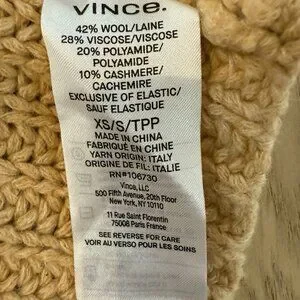 VINCE.
42% WOOL/LAINE
28% VISCOSE/VISCOSE
20% POLYAMIDE/
POLYAMIDE
10% CASHMERE/
CACHEMIRE
EXCLUSIVE OF ELASTIC/
SAUF ELASTIQUE
XS/S/TPP
MADE IN CHINA
FABRIQUÉ EN CHINE
YARN ORIGIN: ITALY
ORIGINE DE FIL: ITALIE
RN#106730
Vince, LLC
500 Fifth Avenue, 20th Floor
New York, NY 10110
11 Rue Saint Florentin
75008 Paris France
SEE REVERSE FOR CARE
VOIR AU VERSO POUR LES SOINS